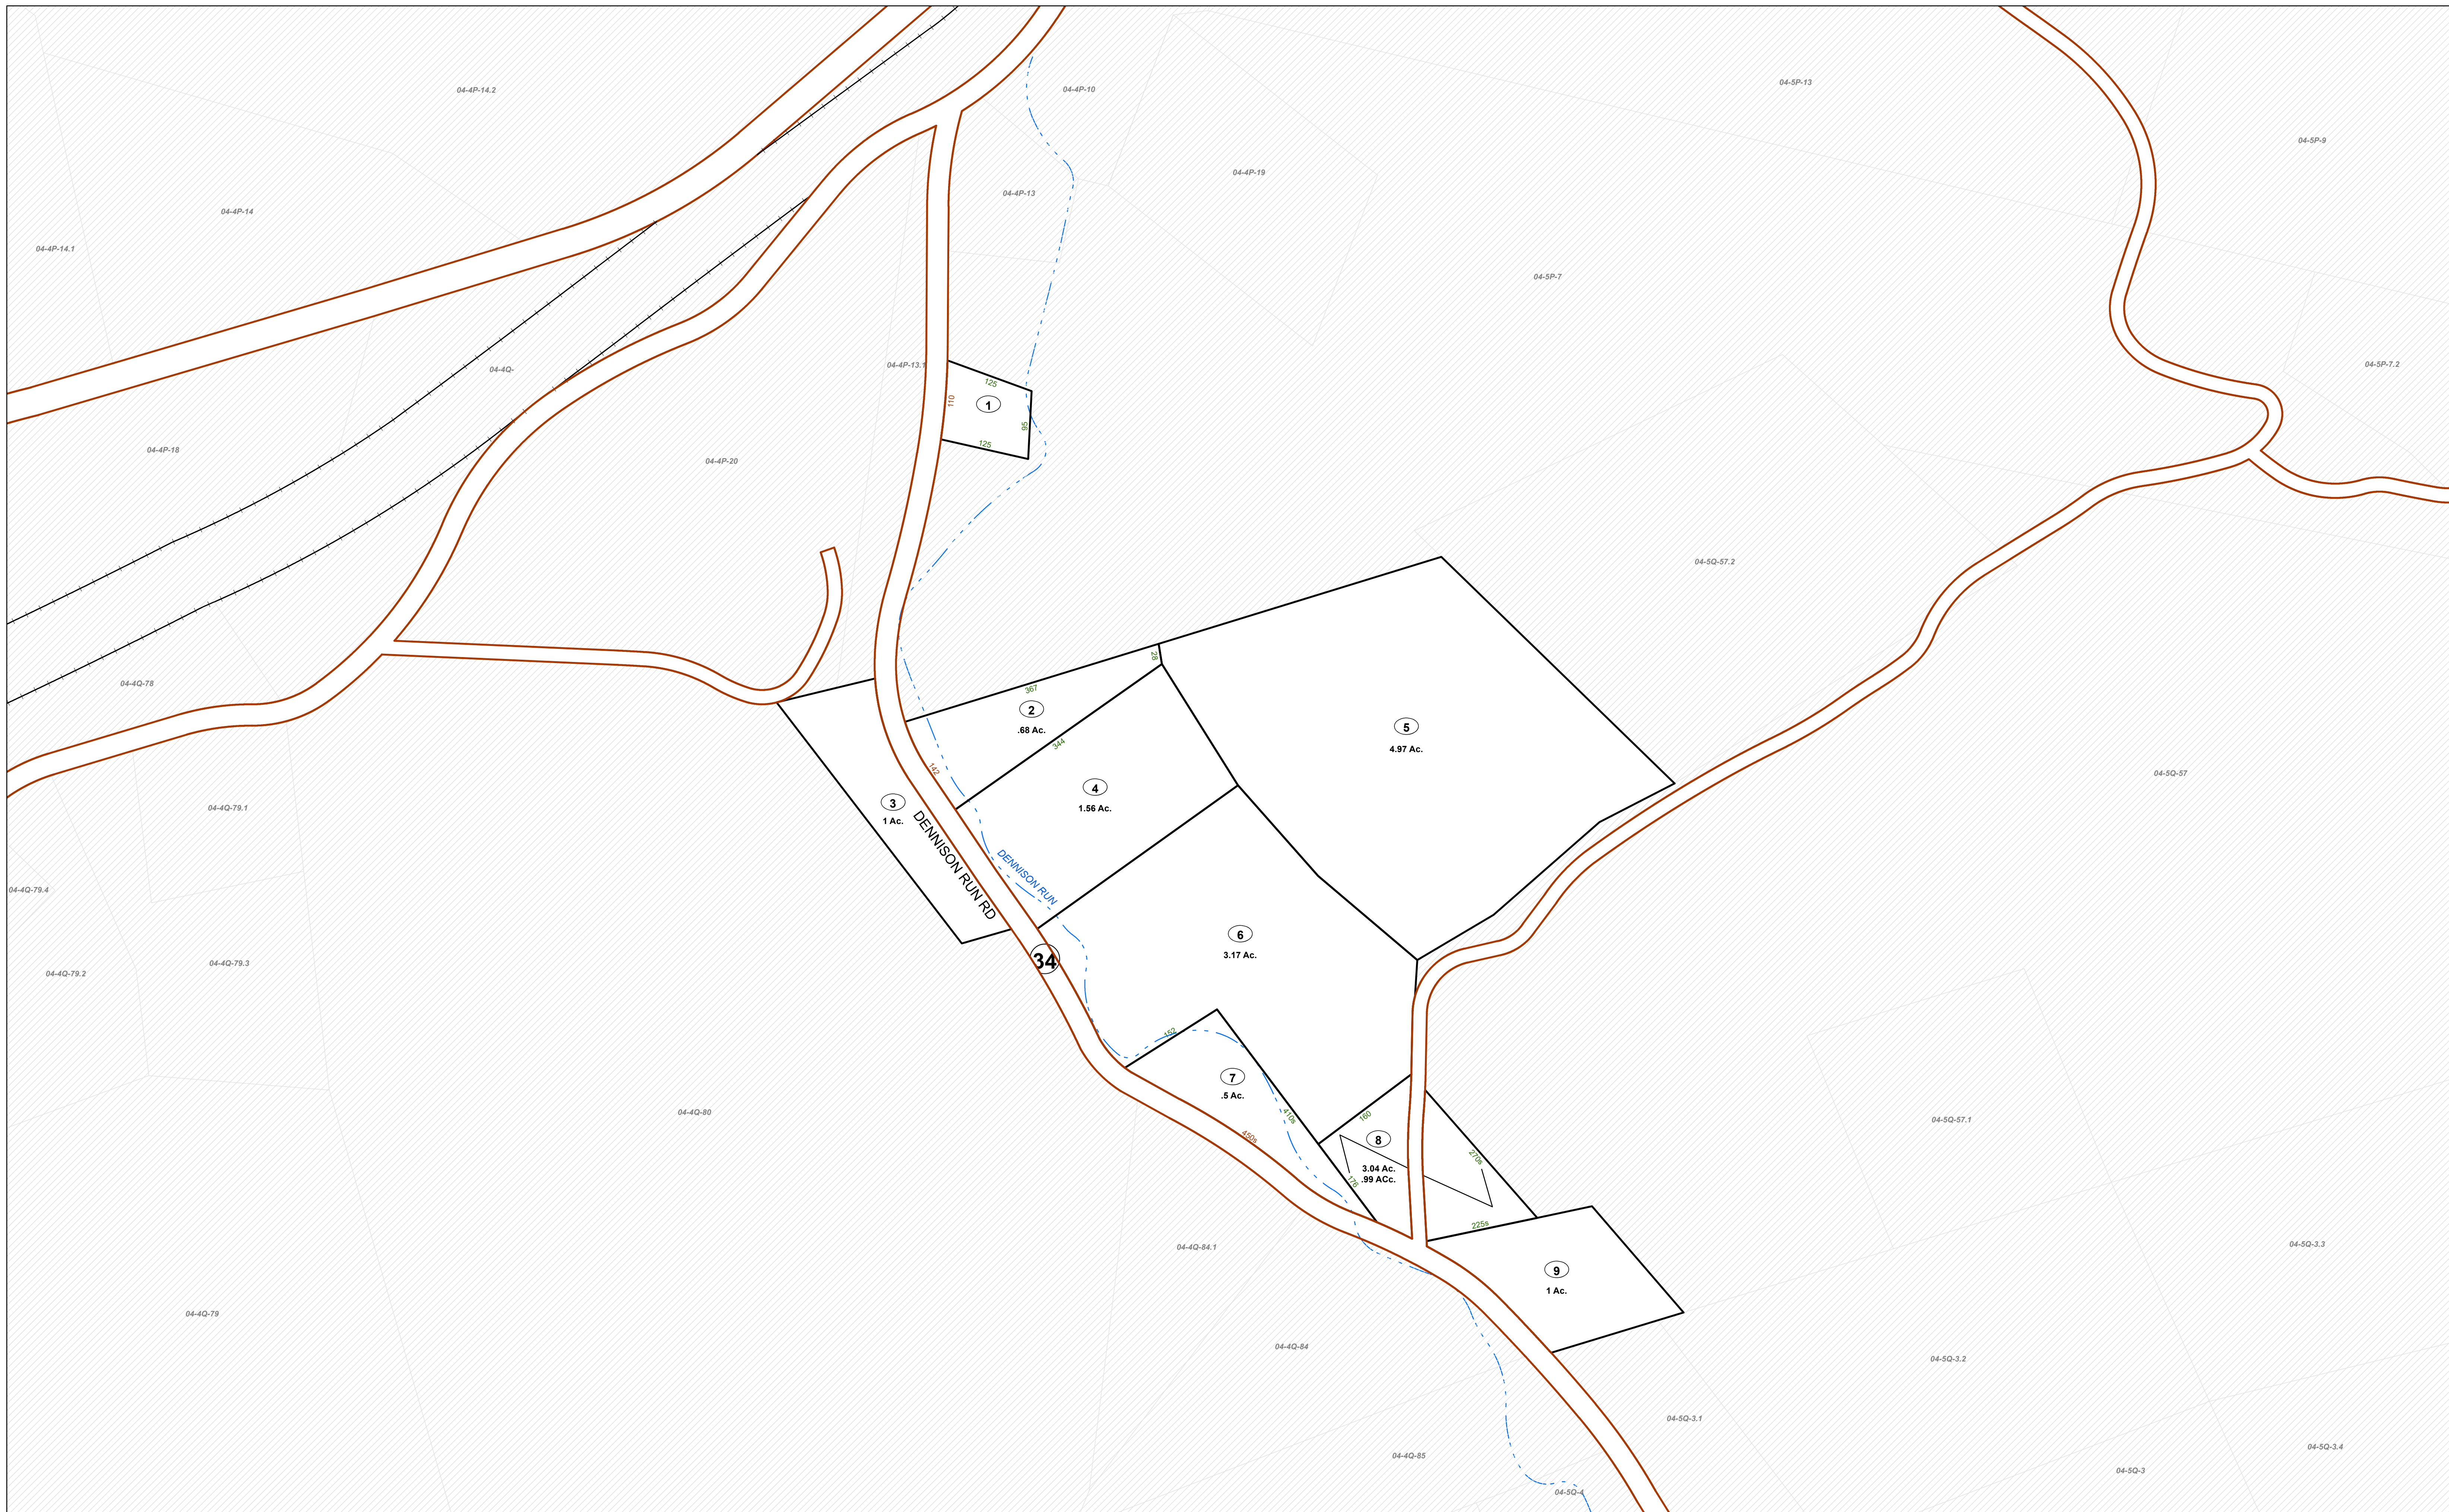 04-4P-14.2
04-4P-10
04-5P-13
04-5P-9
04-4P-19
04-4P-13
04-4P-14
04-4P-14.1
04-5P-7
04-4Q-
04-4P-13.1
04-5P-7.2
125
1
110
95
125
04-4P-18
04-4P-20
04-5Q-57.2
28
04-4Q-78
367
2
.68 Ac.
5
4.97 Ac.
344
142
04-5Q-57
4
1.56 Ac.
3
1 Ac.
04-4Q-79.1
DENNISON RUN RD
DENNISON RUN
04-4Q-79.4
6
3.17 Ac.
34
04-4Q-79.3
04-4Q-79.2
152
7
.5 Ac.
410s
450s
04-4Q-80
160
8
3.04 Ac.
.99 ACc.
176
270s
04-5Q-57.1
225s
04-4Q-84.1
04-5Q-3.3
9
1 Ac.
04-4Q-79
04-4Q-84
04-5Q-3.2
04-5Q-3.1
04-4Q-85
04-5Q-3.4
04-5Q-3
04-5Q-4